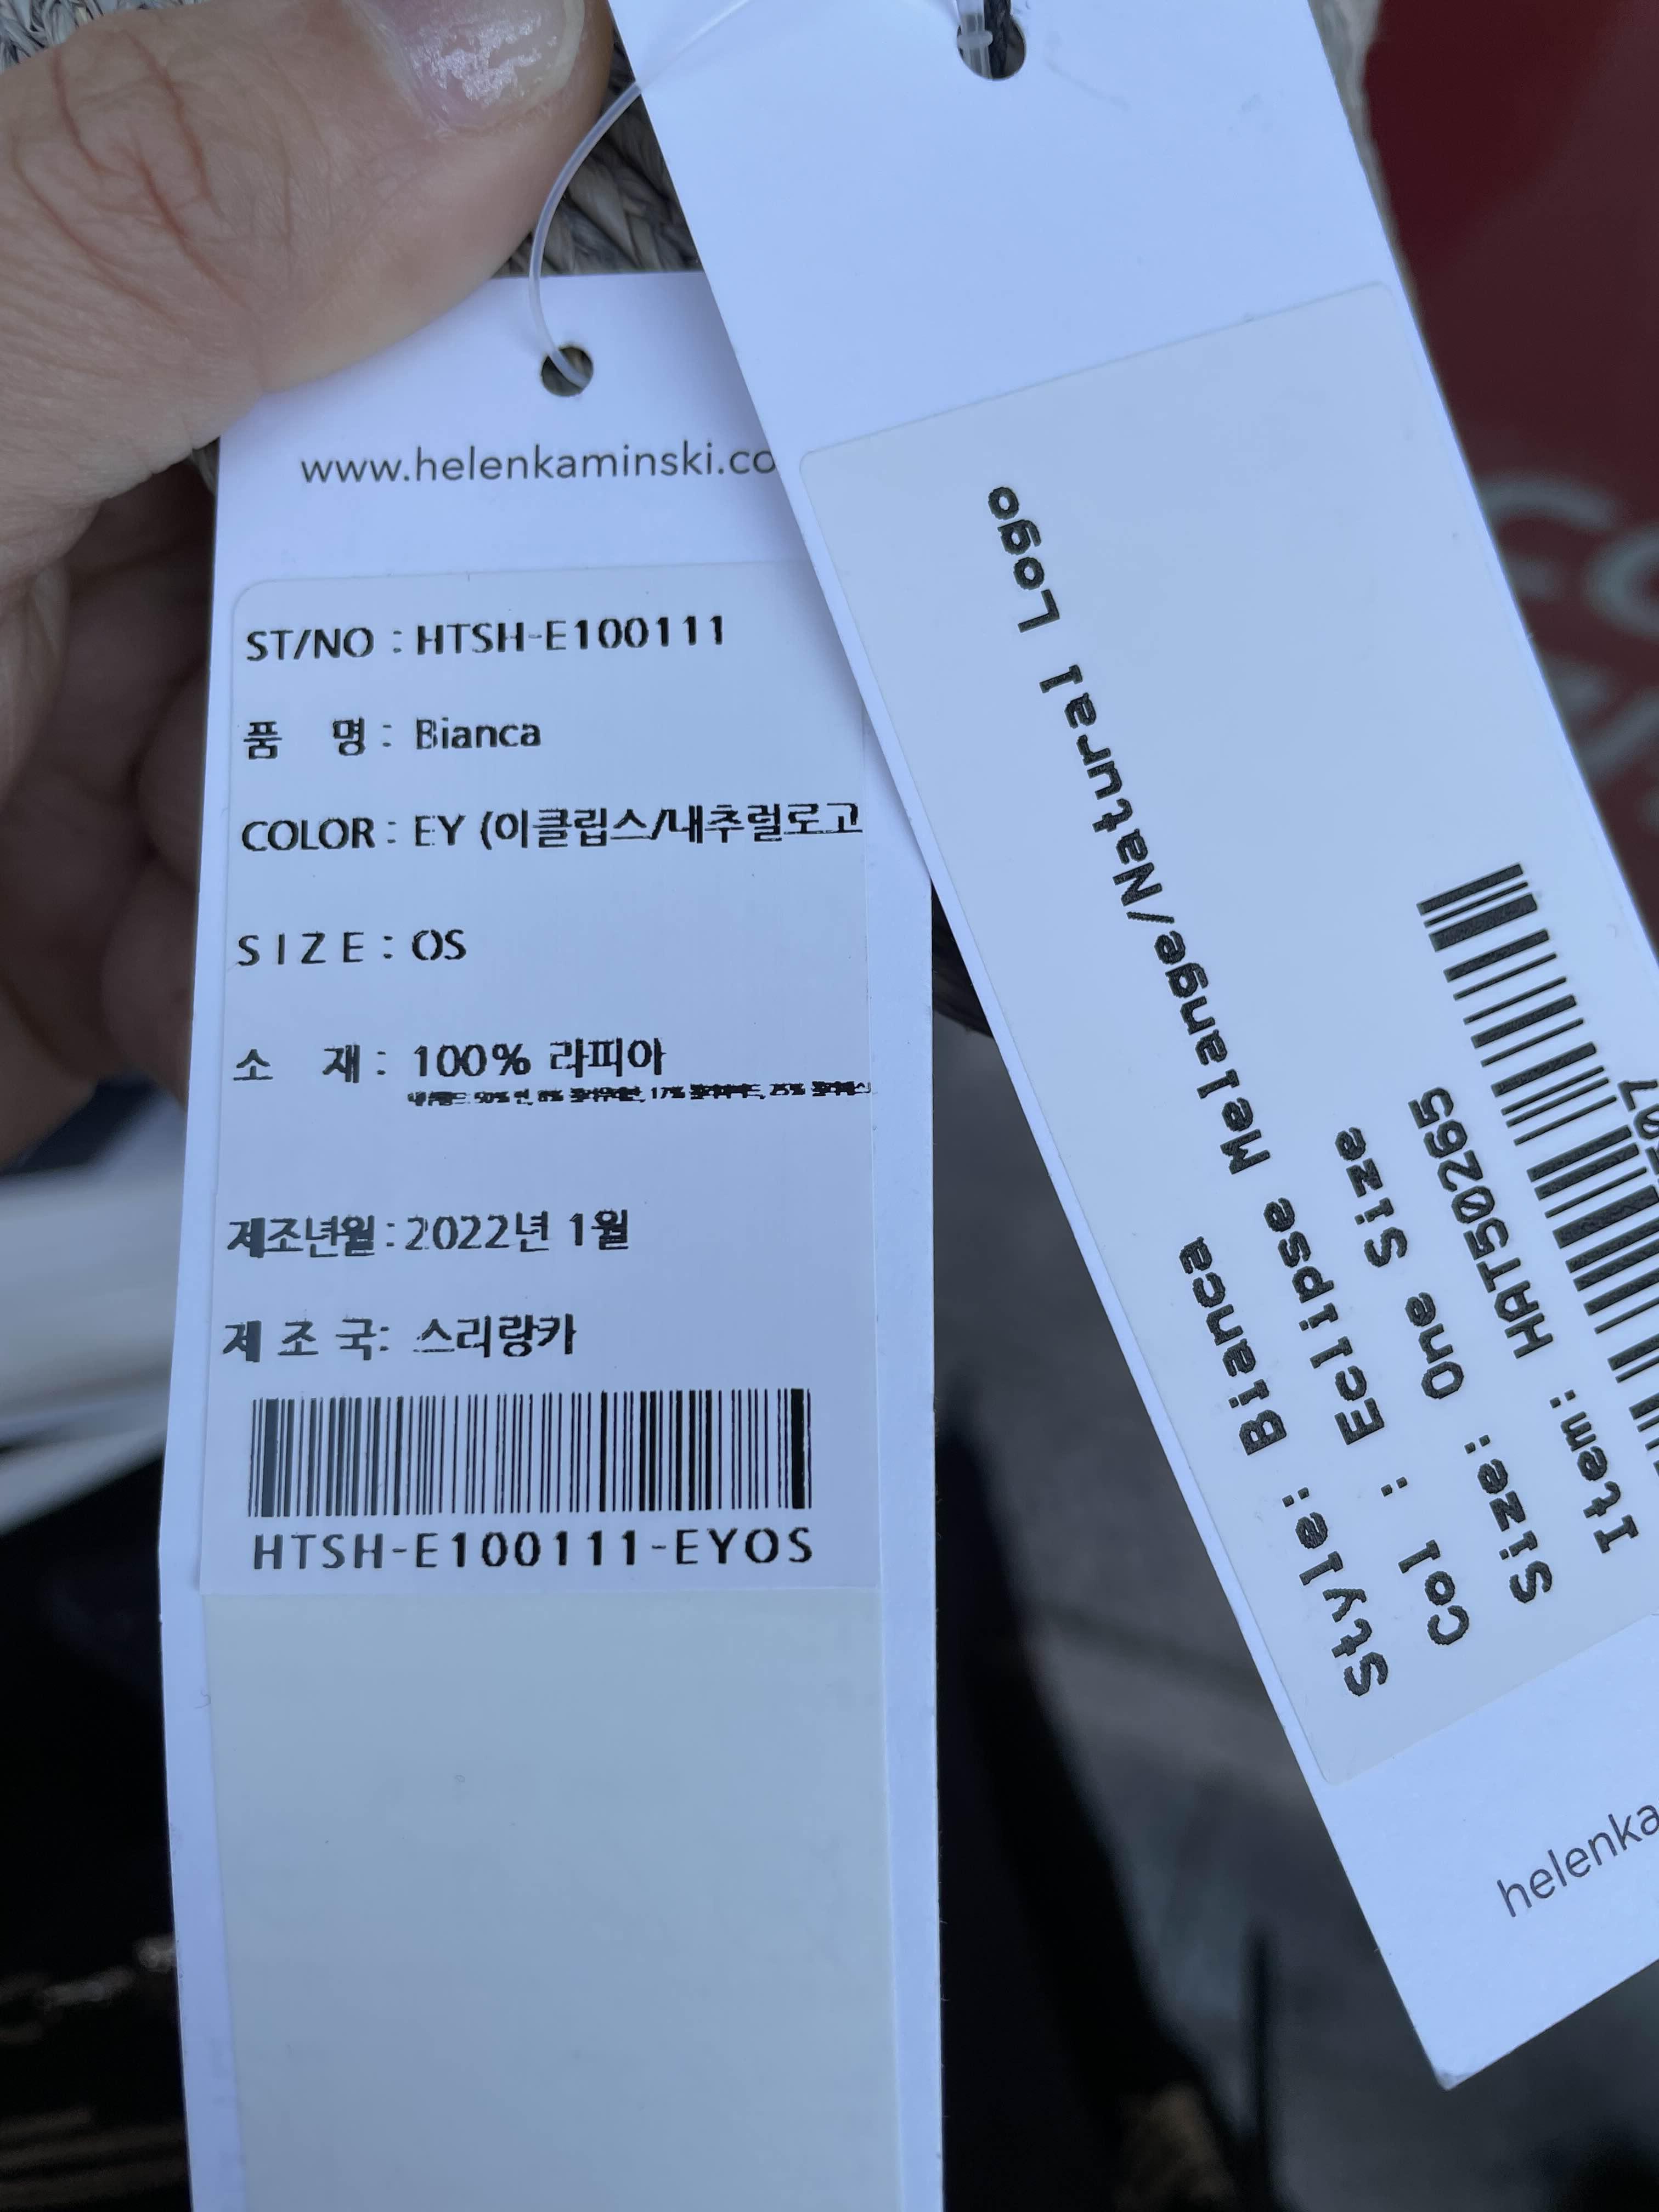 www.helenkaminski.co
ST/NO : HTSH-E100111
품 명 : Bianca
COLOR : EY (이클립스/내추럴로고
SIZE : OS
소 재 : 100% 라피아
제조년월 : 2022년 1월
제 조 국: 스리랑카
HTSH-E100111-EYOS
Style: Bianca
Col : Eclipse Melange/Natural Logo
Size: One Size
Item: HAT50265
helenka